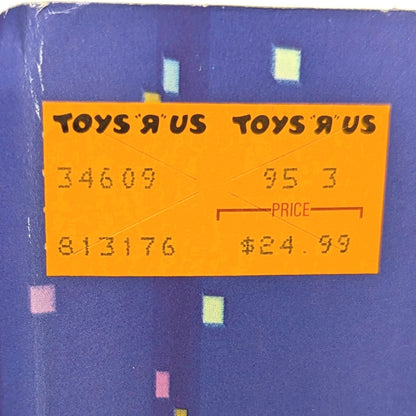 TOYS "Я" US TOYS "Я" US
34609 95 3
PRICE
813176 $24.99